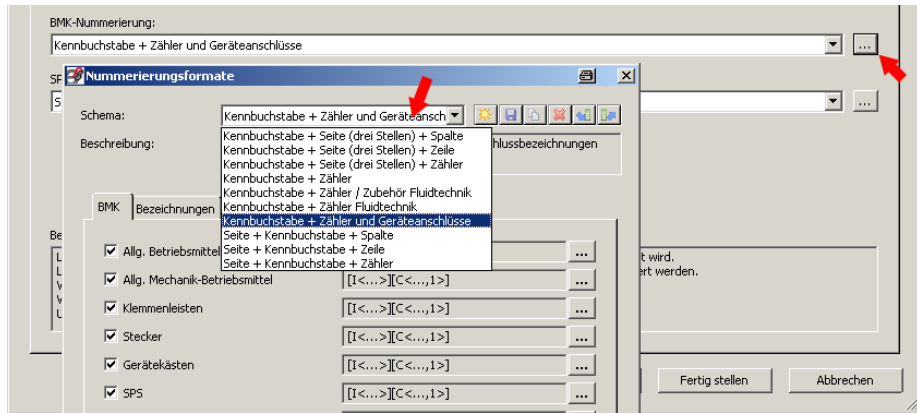 BMK-Nummerierung:
Kennbuchstabe + Zähler und Geräteanschlüsse
...
Nummerierungsformate
Schema:
Kennbuchstabe + Zähler und Geräteansch
...
Beschreibung:
hlussbezeichnungen
Kennbuchstabe + Seite (drei Stellen) + Spalte
Kennbuchstabe + Seite (drei Stellen) + Zeile
Kennbuchstabe + Seite (drei Stellen) + Zähler
Kennbuchstabe + Zähler
Kennbuchstabe + Zähler / Zubehör Fluidtechnik
Kennbuchstabe + Zähler Fluidtechnik
Kennbuchstabe + Zähler und Geräteanschlüsse
Seite + Kennbuchstabe + Spalte
Seite + Kennbuchstabe + Zeile
Seite + Kennbuchstabe + Zähler
BMK Bezeichnungen
Allg. Betriebsmittel ...
t wird.
Allg. Mechanik-Betriebsmittel [I<...>][C<...,1>] ...
ert werden.
Klemmenleisten [I<...>][C<...,1>] ...
Stecker [I<...>][C<...,1>] ...
Gerätekästen [I<...>][C<...,1>] ...
SPS [I<...>][C<...,1>] ...
Fertig stellen Abbrechen